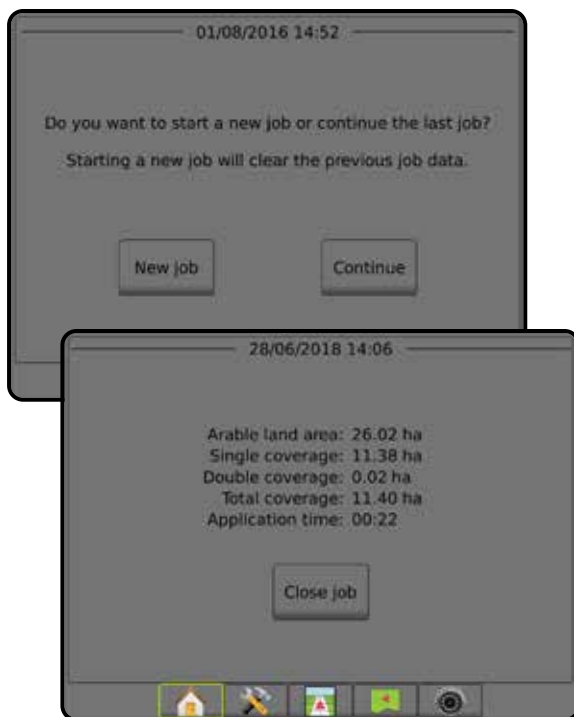 01/08/2016 14:52
Do you want to start a new job or continue the last job?
Starting a new job will clear the previous job data.
New job
Continue
28/06/2018 14:06
Arable land area: 26.02 ha
Single coverage: 11.38 ha
Double coverage: 0.02 ha
Total coverage: 11.40 ha
Application time: 00:22
Close job